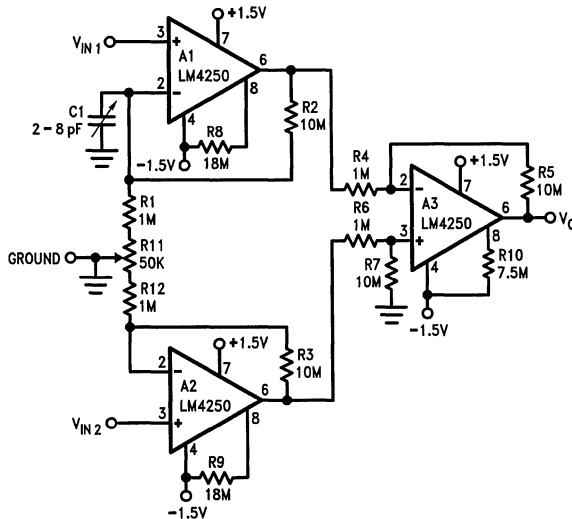 +1.5V
V_IN 1
3
+
7
A1
LM4250
6
2
−
8
C1
2 – 8 pF
4
R8
18M
−1.5V
R2
10M
R1
1M
GROUND
R11
50K
R12
1M
R4
1M
2
−
+1.5V
7
R5
10M
A3
LM4250
6
R6
1M
3
+
8
R7
10M
4
R10
7.5M
−1.5V
+1.5V
2
−
7
R3
10M
A2
LM4250
6
V_IN 2
3
+
8
4
R9
18M
−1.5V